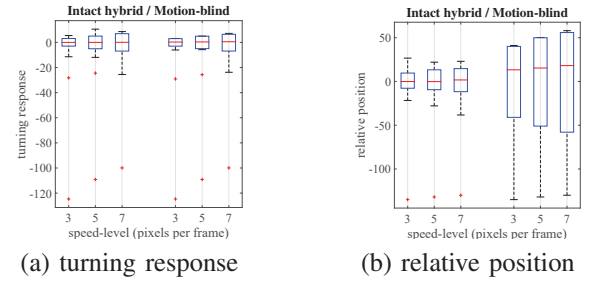 Intact hybrid / Motion-blind
0
-20
-40
-60
-80
-100
-120
turning response
3 5 7 3 5 7
speed-level (pixels per frame)
(a) turning response
Intact hybrid / Motion-blind
50
0
-50
-100
relative position
3 5 7 3 5 7
speed-level (pixels per frame)
(b) relative position